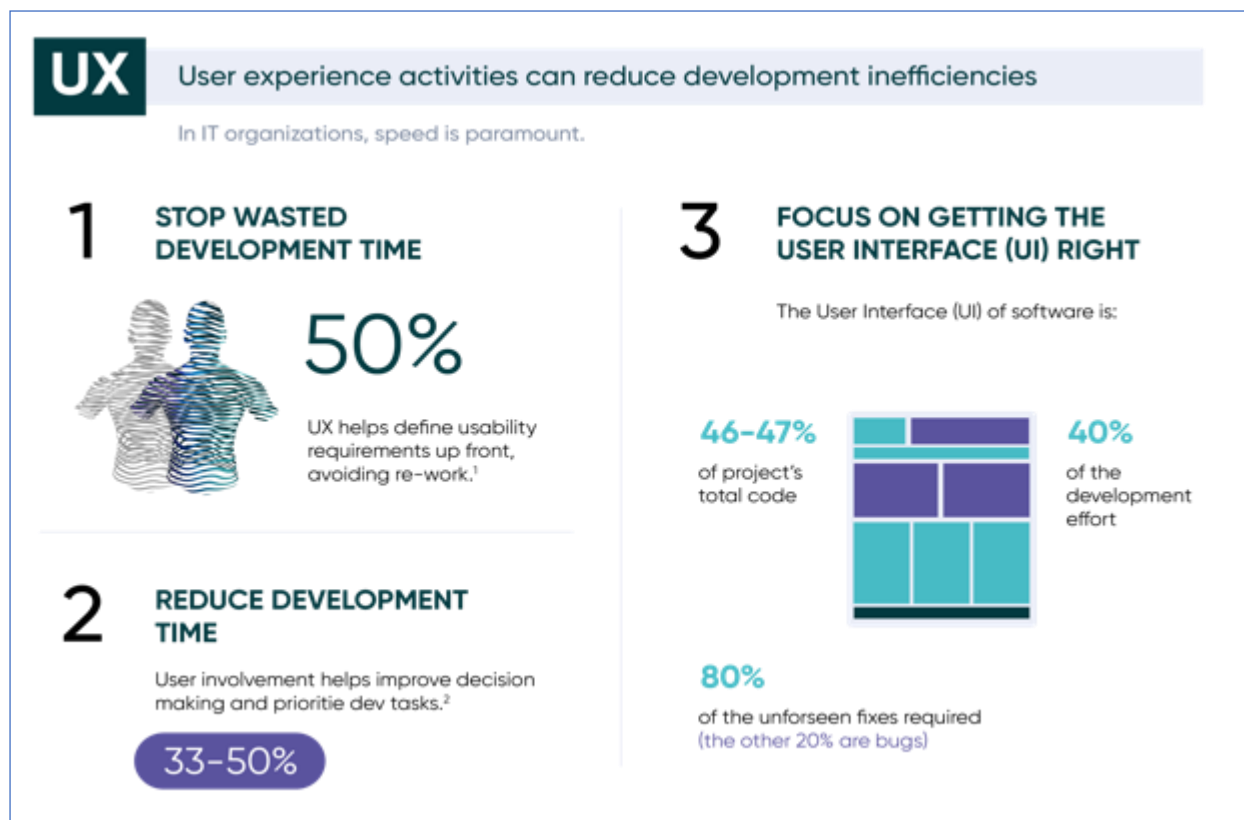 UX
User experience activities can reduce development inefficiencies
In IT organizations, speed is paramount.
1
STOP WASTED
DEVELOPMENT TIME
50%
UX helps define usability
requirements up front,
avoiding re-work.¹
2
REDUCE DEVELOPMENT
TIME
User involvement helps improve decision
making and prioritie dev tasks.²
33-50%
3
FOCUS ON GETTING THE
USER INTERFACE (UI) RIGHT
The User Interface (UI) of software is:
46-47%
of project's
total code
40%
of the
development
effort
80%
of the unforseen fixes required
(the other 20% are bugs)